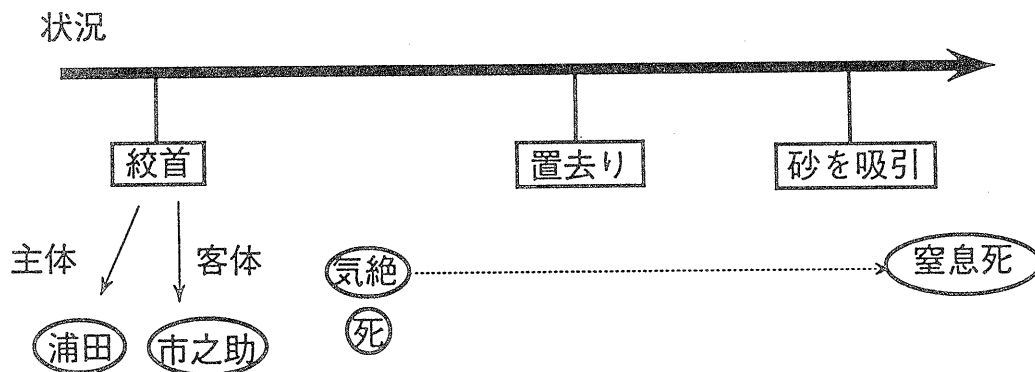 状況
絞首
置去り
砂を吸引
主体
客体
気絶
窒息死
死
浦田
市之助